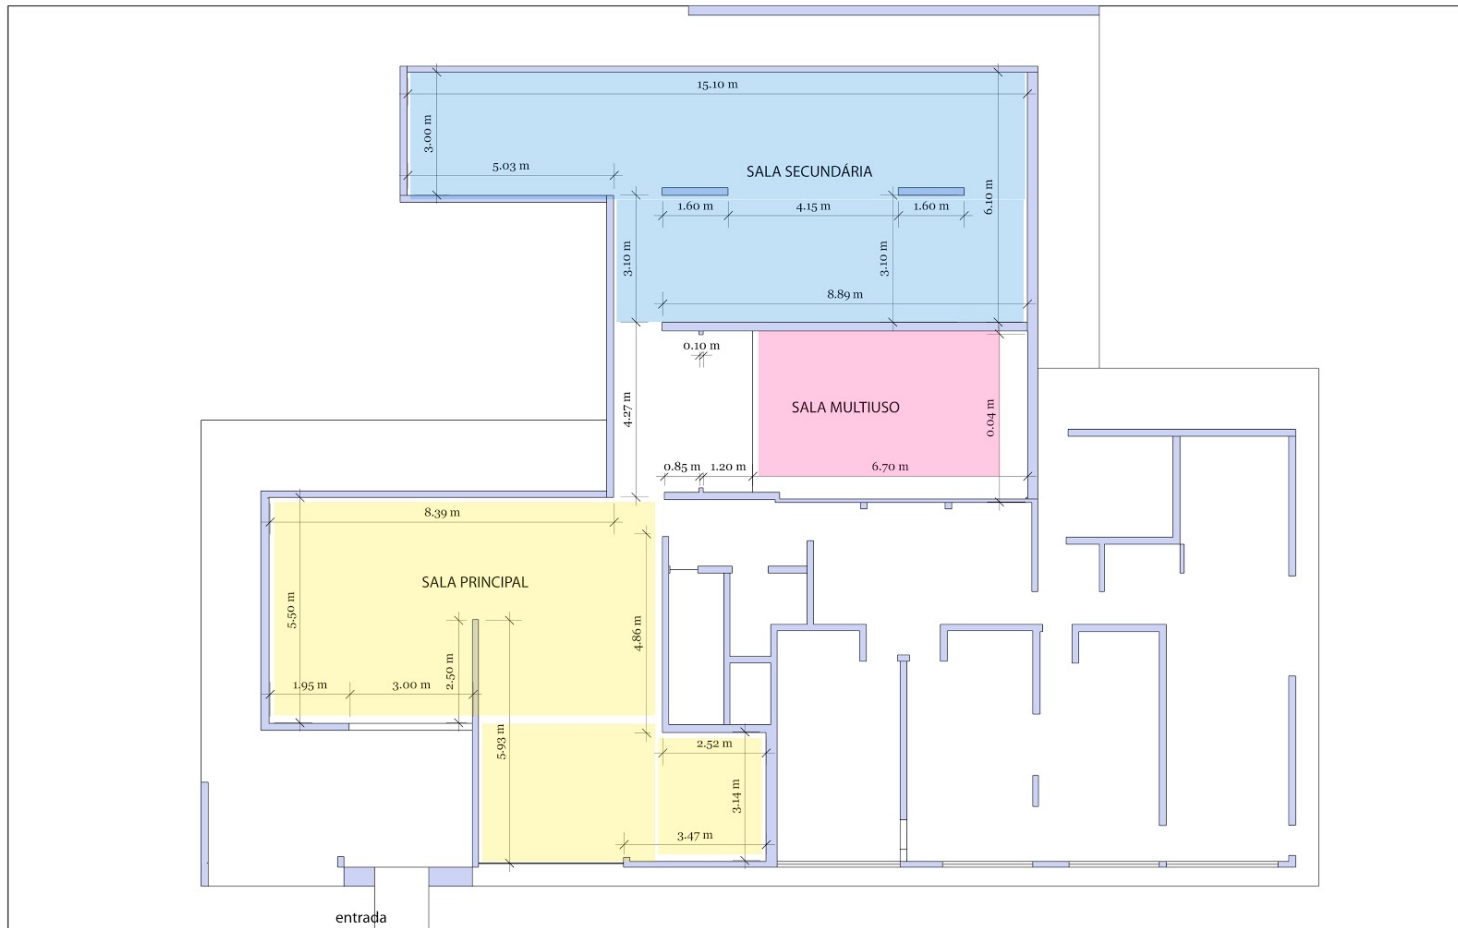 15.10 m
3.00 m
5.03 m
SALA SECUNDÁRIA
6.10 m
1.60 m
4.15 m
1.60 m
3.10 m
3.10 m
8.89 m
0.10 m
4.27 m
SALA MULTIUSO
0.04 m
0.85 m
1.20 m
6.70 m
8.39 m
SALA PRINCIPAL
5.50 m
4.86 m
2.50 m
1.95 m
3.00 m
5.93 m
2.52 m
3.14 m
3.47 m
entrada